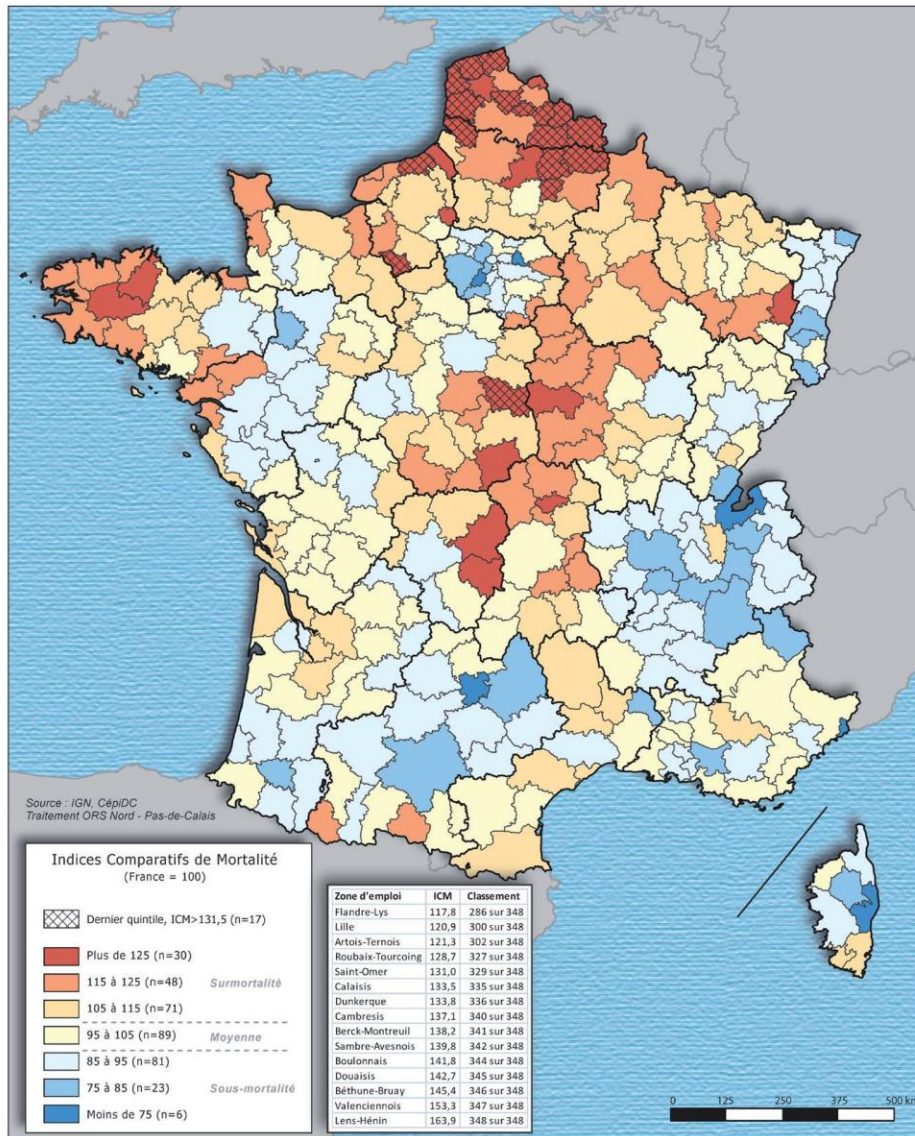 Source : IGN, CépiDC
Traitement ORS Nord - Pas-de-Calais
Indices Comparatifs de Mortalité
(France = 100)
Dernier quintile, ICM>131,5 (n=17)
Plus de 125 (n=30)
115 à 125 (n=48) Surmortalité
105 à 115 (n=71)
95 à 105 (n=89) Moyenne
85 à 95 (n=81)
75 à 85 (n=23) Sous-mortalité
Moins de 75 (n=6)
Zone d'emploi ICM Classement
Flandre-Lys 117,8 286 sur 348
Lille 120,9 300 sur 348
Artois-Ternois 121,3 302 sur 348
Roubaix-Tourcoing 128,7 327 sur 348
Saint-Omer 131,0 329 sur 348
Calaisis 133,5 335 sur 348
Dunkerque 133,8 336 sur 348
Cambresis 137,1 340 sur 348
Berck-Montreuil 138,2 341 sur 348
Sambre-Avesnois 139,8 342 sur 348
Boulonnais 141,8 344 sur 348
Douaisis 142,7 345 sur 348
Béthune-Bruay 145,4 346 sur 348
Valenciennois 153,3 347 sur 348
Lens-Hénin 163,9 348 sur 348
0 125 250 375 500 km